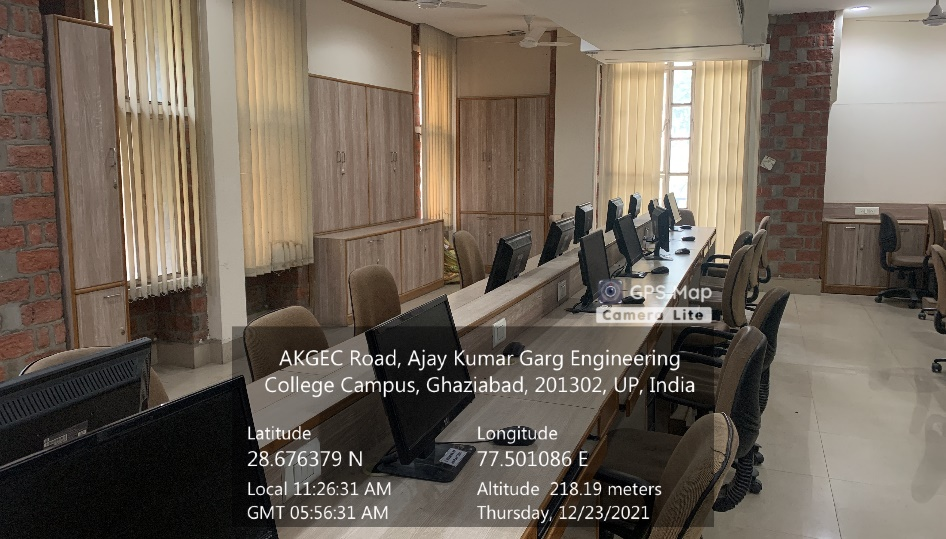 GPS Map
Camera Lite
AKGEC Road, Ajay Kumar Garg Engineering
College Campus, Ghaziabad, 201302, UP, India
Latitude
28.676379 N
Longitude
77.501086 E
Local 11:26:31 AM
GMT 05:56:31 AM
Altitude 218.19 meters
Thursday, 12/23/2021